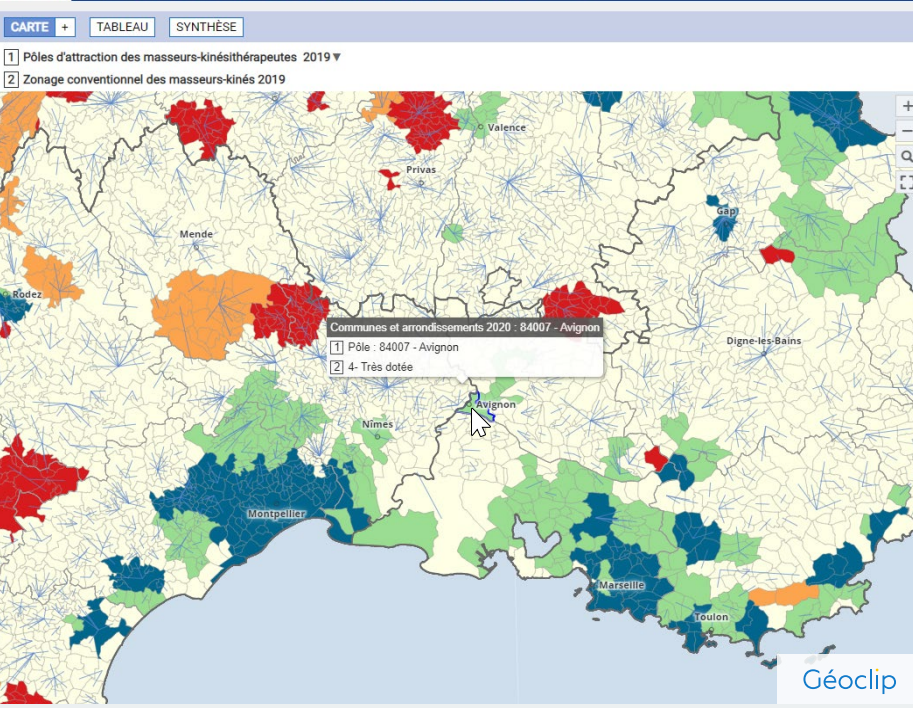 CARTE + TABLEAU SYNTHÈSE
1 Pôles d'attraction des masseurs-kinésithérapeutes 2019▼
2 Zonage conventionnel des masseurs-kinés 2019
+
−
Valence
Privas
Gap
Mende
Rodez
Communes et arrondissements 2020 : 84007 - Avignon
1 Pôle : 84007 - Avignon
2 4- Très dotée
Digne-les-Bains
Avignon
Nîmes
Montpellier
Marseille
Toulon
Géoclip